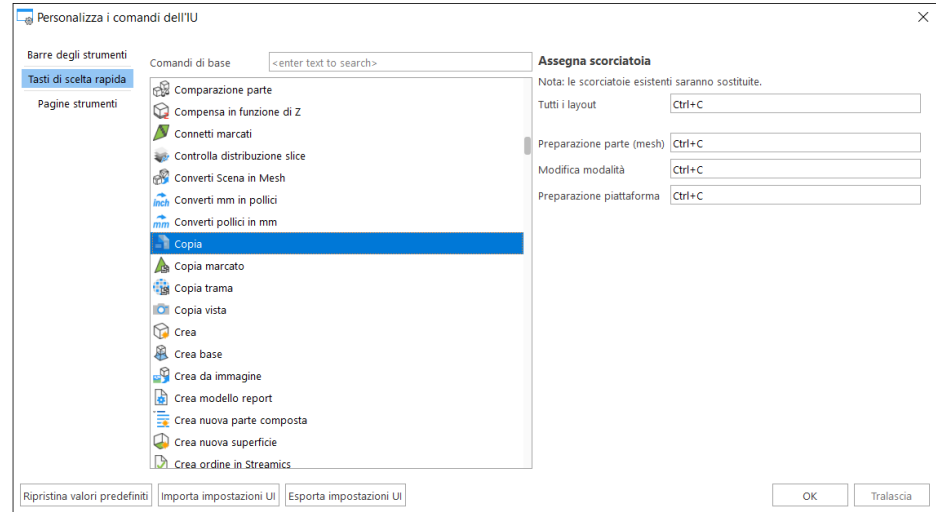 Personalizza i comandi dell'IU
Barre degli strumenti
Tasti di scelta rapida
Pagine strumenti
Comandi di base
<enter text to search>
Comparazione parte
Compensa in funzione di Z
Connetti marcati
Controlla distribuzione slice
Converti Scena in Mesh
inch Converti mm in pollici
mm Converti pollici in mm
Copia
Copia marcato
Copia trama
Copia vista
Crea
Crea base
Crea da immagine
Crea modello report
Crea nuova parte composta
Crea nuova superficie
Crea ordine in Streamics
Assegna scorciatoia
Nota: le scorciatoie esistenti saranno sostituite.
Tutti i layout Ctrl+C
Preparazione parte (mesh) Ctrl+C
Modifica modalità Ctrl+C
Preparazione piattaforma Ctrl+C
Ripristina valori predefiniti Importa impostazioni UI Esporta impostazioni UI OK Tralascia